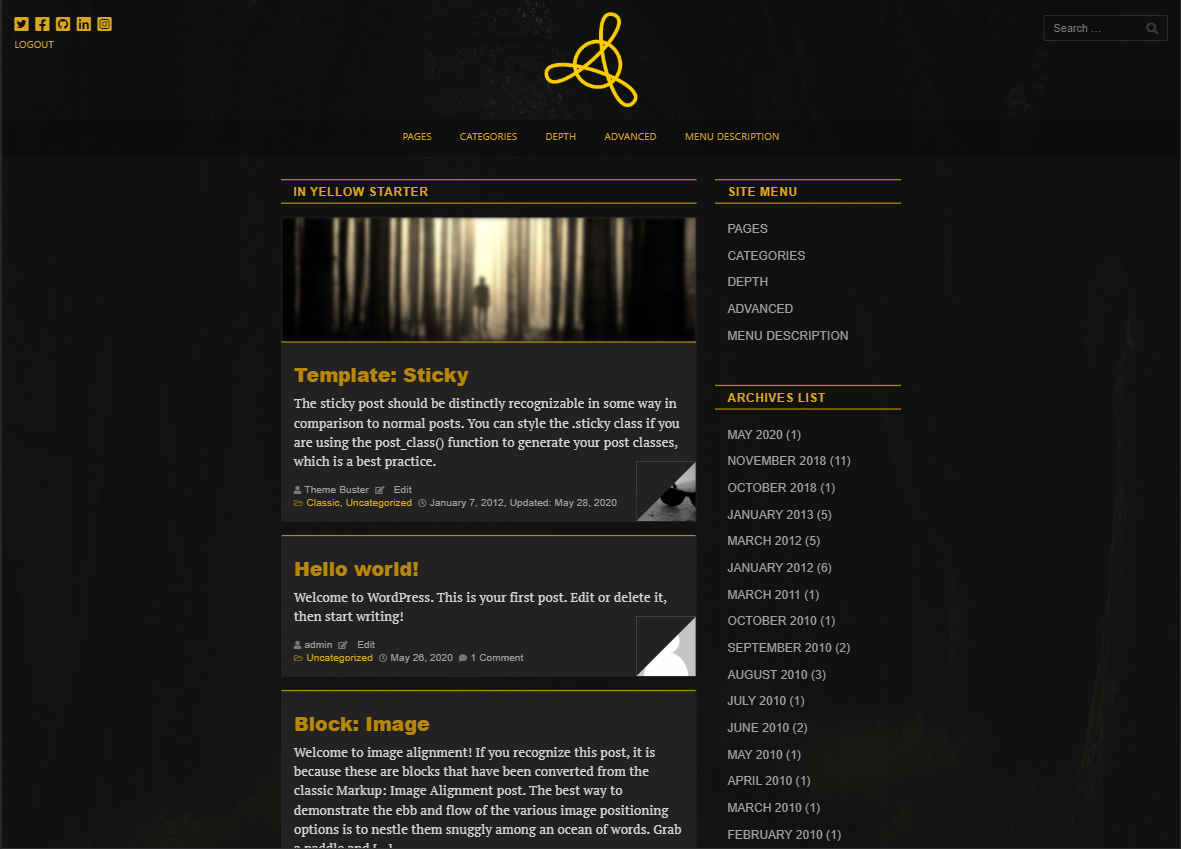 LOGOUT
Search ...
PAGES CATEGORIES DEPTH ADVANCED MENU DESCRIPTION
IN YELLOW STARTER
Template: Sticky
The sticky post should be distinctly recognizable in some way in
comparison to normal posts. You can style the .sticky class if you
are using the post_class() function to generate your post classes,
which is a best practice.
Theme Buster Edit
Classic, Uncategorized January 7, 2012, Updated: May 28, 2020
Hello world!
Welcome to WordPress. This is your first post. Edit or delete it,
then start writing!
admin Edit
Uncategorized May 26, 2020 1 Comment
Block: Image
Welcome to image alignment! If you recognize this post, it is
because these are blocks that have been converted from the
classic Markup: Image Alignment post. The best way to
demonstrate the ebb and flow of the various image positioning
options is to nestle them snuggly among an ocean of words. Grab
a paddle and [...]
SITE MENU
PAGES
CATEGORIES
DEPTH
ADVANCED
MENU DESCRIPTION
ARCHIVES LIST
MAY 2020 (1)
NOVEMBER 2018 (11)
OCTOBER 2018 (1)
JANUARY 2013 (5)
MARCH 2012 (5)
JANUARY 2012 (6)
MARCH 2011 (1)
OCTOBER 2010 (1)
SEPTEMBER 2010 (2)
AUGUST 2010 (3)
JULY 2010 (1)
JUNE 2010 (2)
MAY 2010 (1)
APRIL 2010 (1)
MARCH 2010 (1)
FEBRUARY 2010 (1)